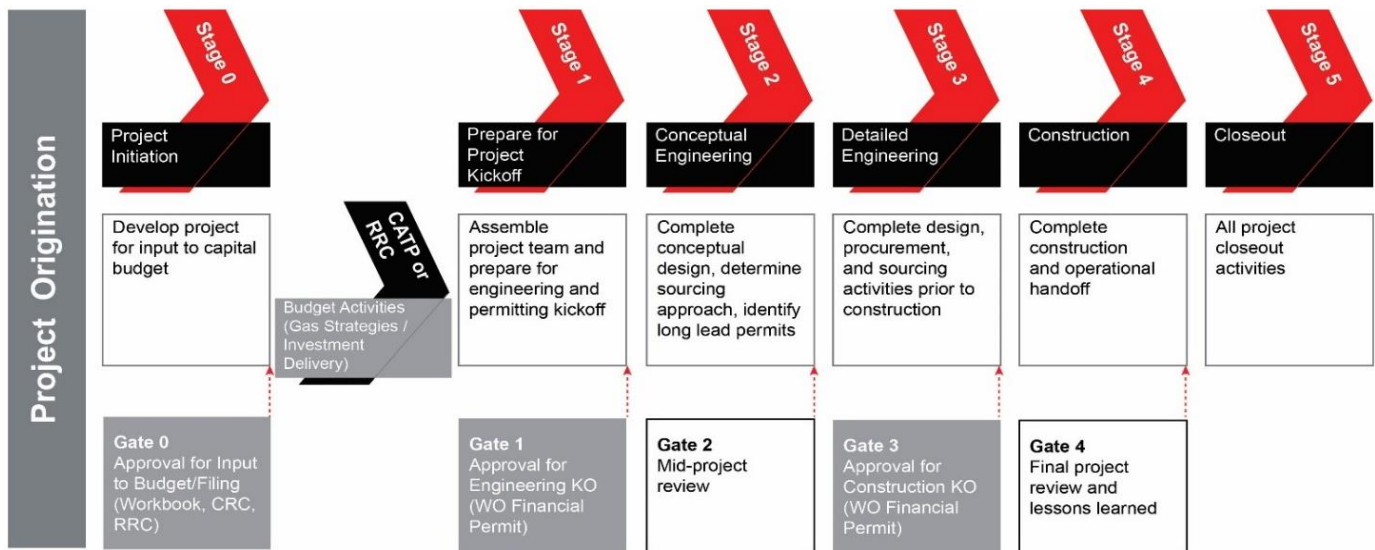 Project Origination
Stage 0
Project
Initiation
Develop project
for input to capital
budget
Gate 0
Approval for Input
to Budget/Filing
(Workbook, CRC,
RRC)
CATP or
RRC
Budget Activities
(Gas Strategies /
Investment
Delivery)
Stage 1
Prepare for
Project
Kickoff
Assemble
project team and
prepare for
engineering and
permitting kickoff
Gate 1
Approval for
Engineering KO
(WO Financial
Permit)
Stage 2
Conceptual
Engineering
Complete
conceptual
design, determine
sourcing
approach, identify
long lead permits
Gate 2
Mid-project
review
Stage 3
Detailed
Engineering
Complete design,
procurement,
and sourcing
activities prior to
construction
Gate 3
Approval for
Construction KO
(WO Financial
Permit)
Stage 4
Construction
Complete
construction
and operational
handoff
Gate 4
Final project
review and
lessons learned
Stage 5
Closeout
All project
closeout
activities